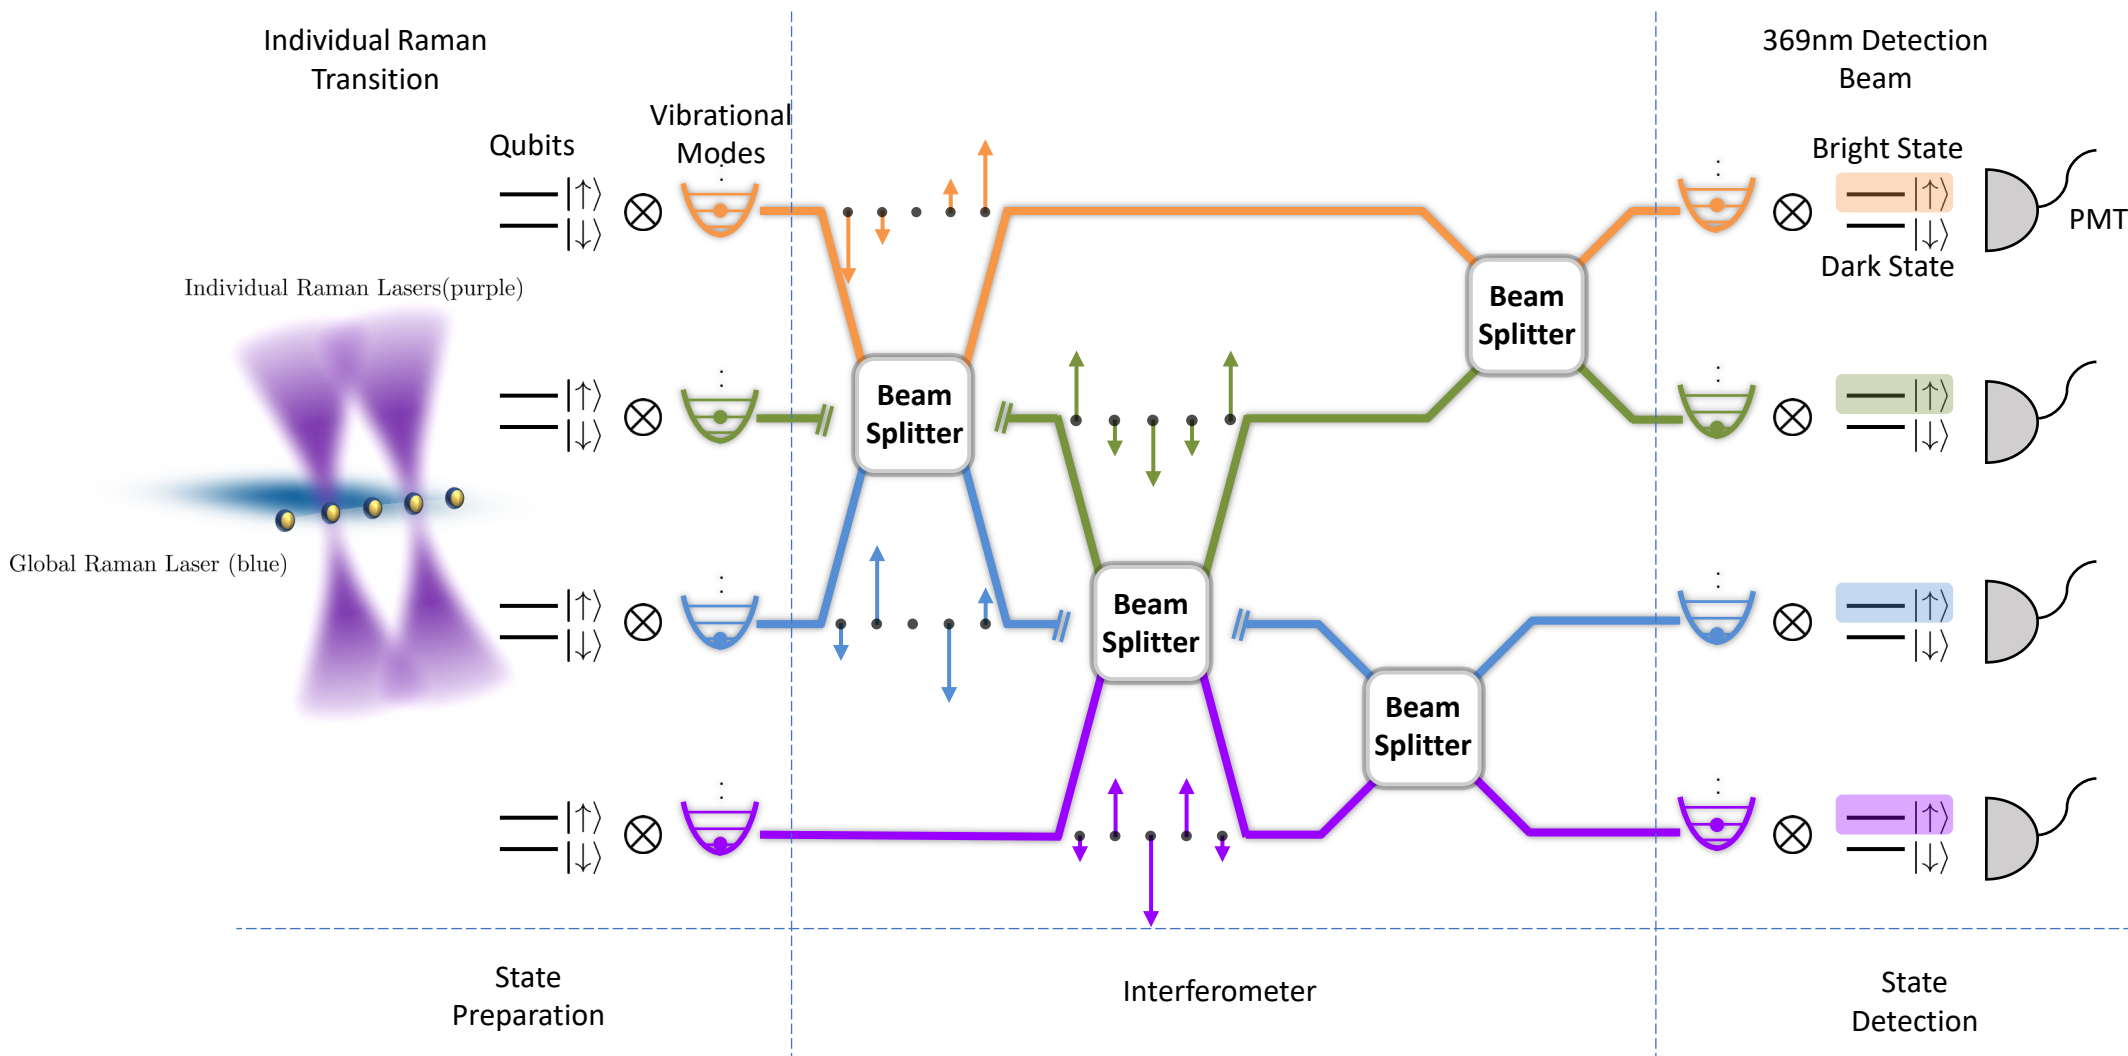 Individual Raman
Transition
369nm Detection
Beam
Vibrational
Modes
Qubits
Bright State
|↑⟩
|↓⟩
|↑⟩
|↓⟩
PMT
Dark State
Individual Raman Lasers(purple)
Beam
Splitter
Beam
Splitter
|↑⟩
|↓⟩
|↑⟩
|↓⟩
Global Raman Laser (blue)
Beam
Splitter
|↑⟩
|↓⟩
|↑⟩
|↓⟩
Beam
Splitter
|↑⟩
|↓⟩
|↑⟩
|↓⟩
State
Preparation
Interferometer
State
Detection